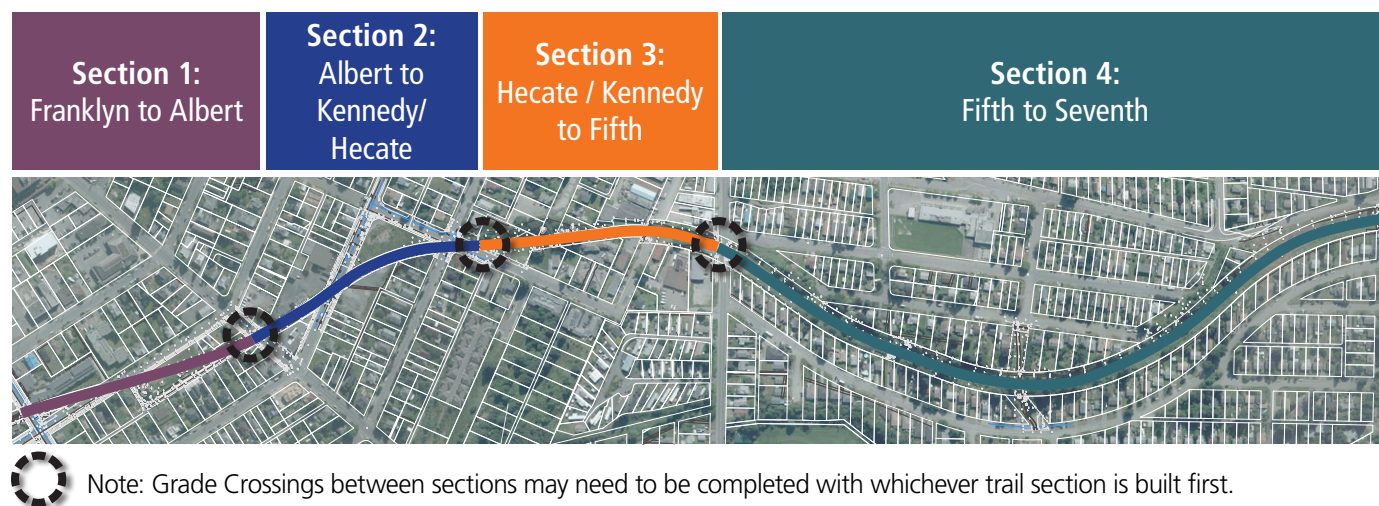 Section 1:
Franklyn to Albert
Section 2:
Albert to
Kennedy/
Hecate
Section 3:
Hecate / Kennedy
to Fifth
Section 4:
Fifth to Seventh
Note: Grade Crossings between sections may need to be completed with whichever trail section is built first.